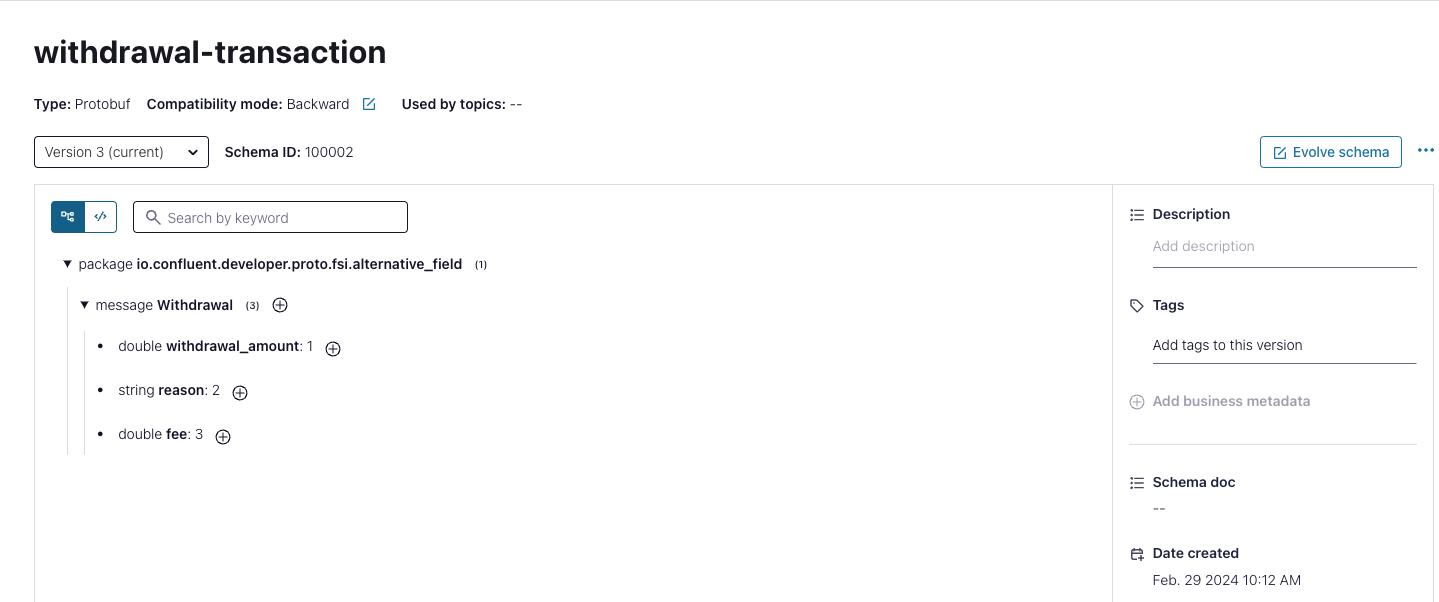 withdrawal-transaction
Type: Protobuf Compatibility mode: Backward Used by topics: --
Version 3 (current) Schema ID: 100002 Evolve schema
Search by keyword
package io.confluent.developer.proto.fsi.alternative_field (1)
message Withdrawal (3)
double withdrawal_amount: 1
string reason: 2
double fee: 3
Description
Add description
Tags
Add tags to this version
Add business metadata
Schema doc
--
Date created
Feb. 29 2024 10:12 AM